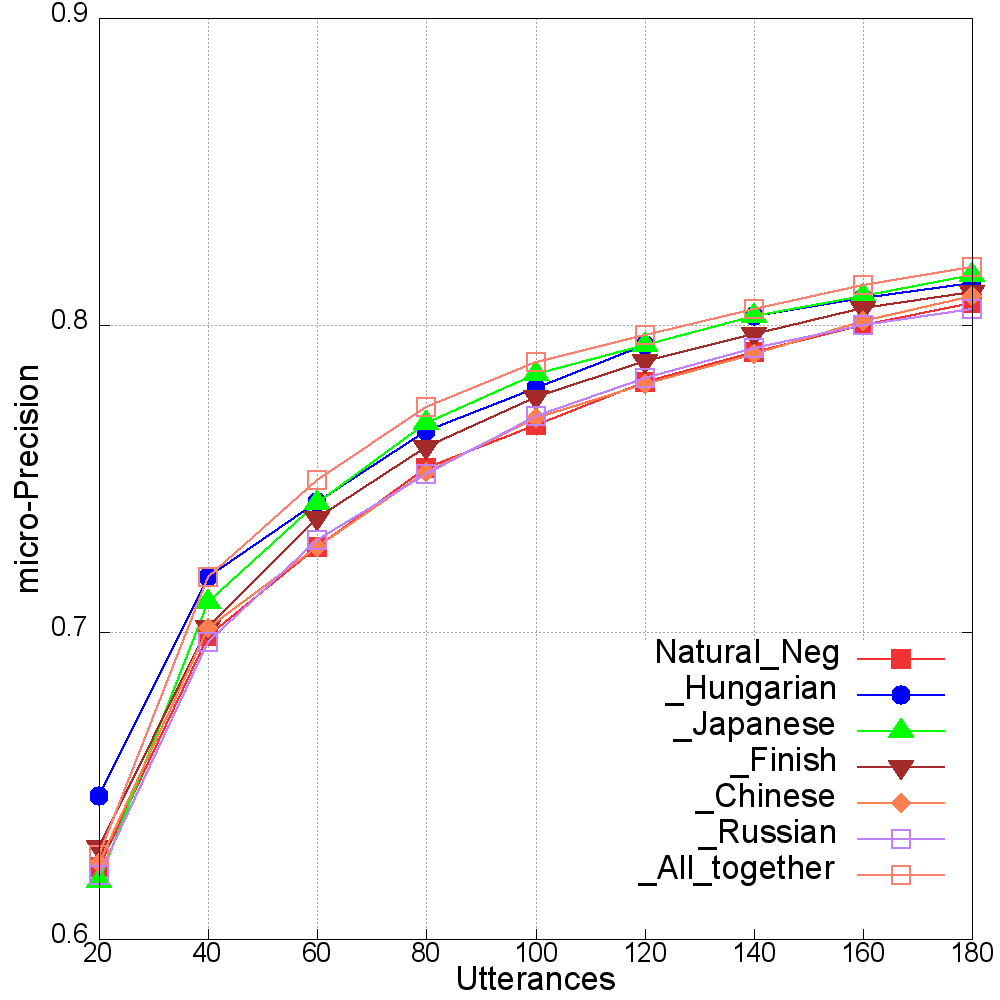 0.9
0.8
0.7
0.6
micro-Precision
20 40 60 80 100 120 140 160 180
Utterances
Natural_Neg
_Hungarian
_Japanese
_Finish
_Chinese
_Russian
_All_together